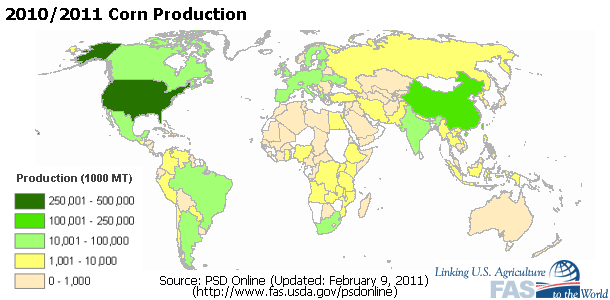 2010/2011 Corn Production
Production (1000 MT)
250,001 - 500,000
100,001 - 250,000
10,001 - 100,000
1,001 - 10,000
0 - 1,000
Source: PSD Online (Updated: February 9, 2011)
(http://www.fas.usda.gov/psdonline)
Linking U.S. Agriculture
FAS to the World